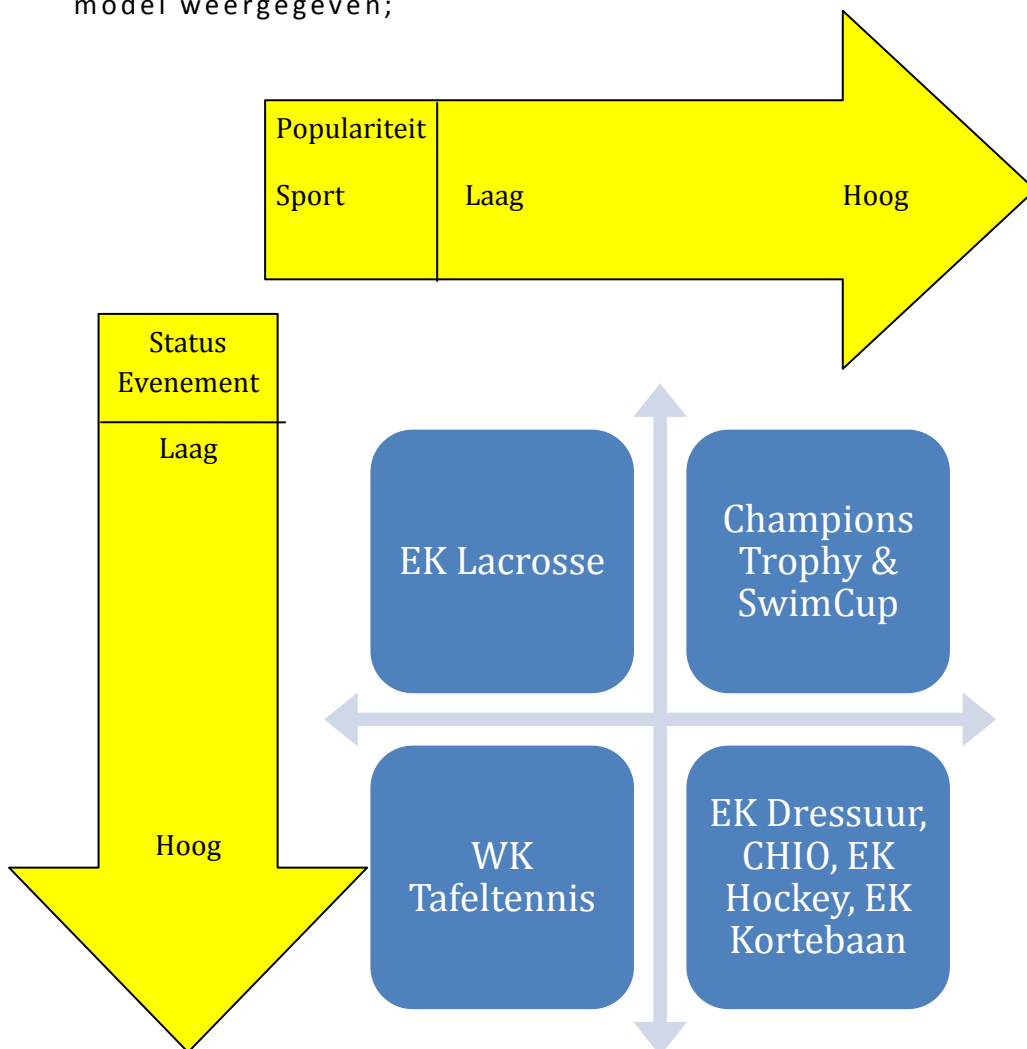 model weergegeven;
Populariteit
Sport
Laag
Hoog
Status
Evenement
Laag
Hoog
EK Lacrosse
Champions
Trophy &
SwimCup
WK
Tafeltennis
EK Dressuur,
CHIO, EK
Hockey, EK
Kortebaan